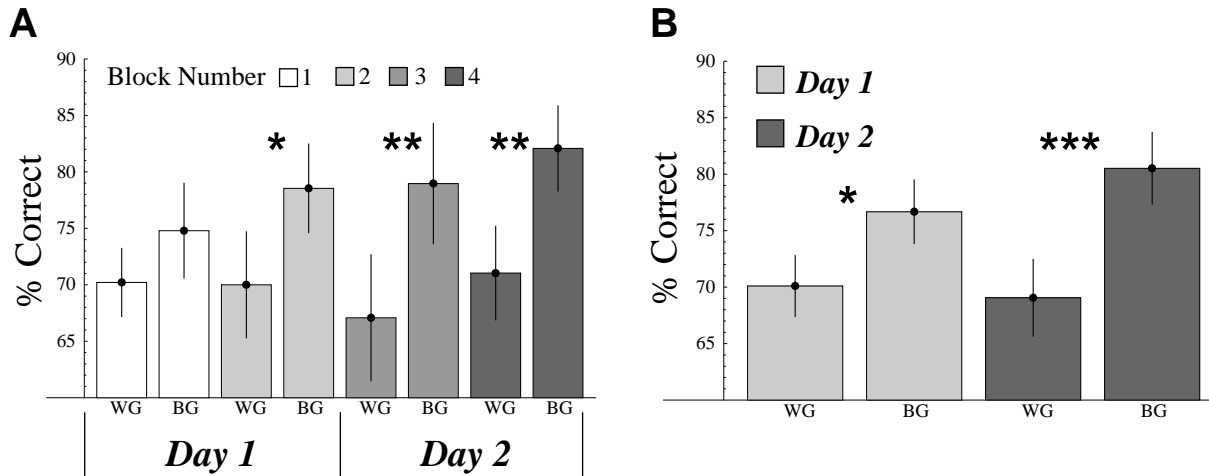 A
Block Number 1 2 3 4
% Correct
90
85
80
75
70
65
* ** **
WG BG WG BG WG BG WG BG
Day 1 Day 2
B
Day 1
Day 2
% Correct
90
85
80
75
70
65
* ***
WG BG WG BG